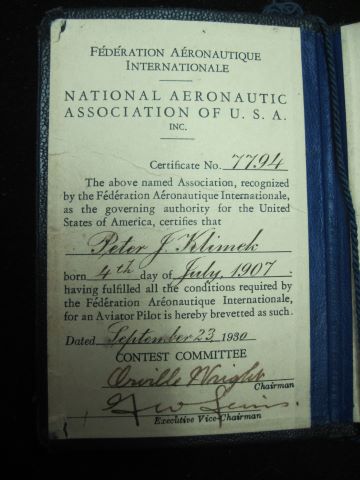 FÉDÉRATION AÉRONAUTIQUE
INTERNATIONALE
NATIONAL AERONAUTIC
ASSOCIATION OF U. S. A.
INC.
Certificate No. 7794
The above named Association, recognized
by the Fédération Aéronautique Internationale,
as the governing authority for the United
States of America, certifies that
Peter J Klimek
born 4th day of July, 1907
having fulfilled all the conditions required by
the Fédération Aréonautique Internationale,
for an Aviator Pilot is hereby brevetted as such.
Dated September 23 1930
CONTEST COMMITTEE
Orville Wright
Chairman
Geo Lewis.
Executive Vice-Chairman